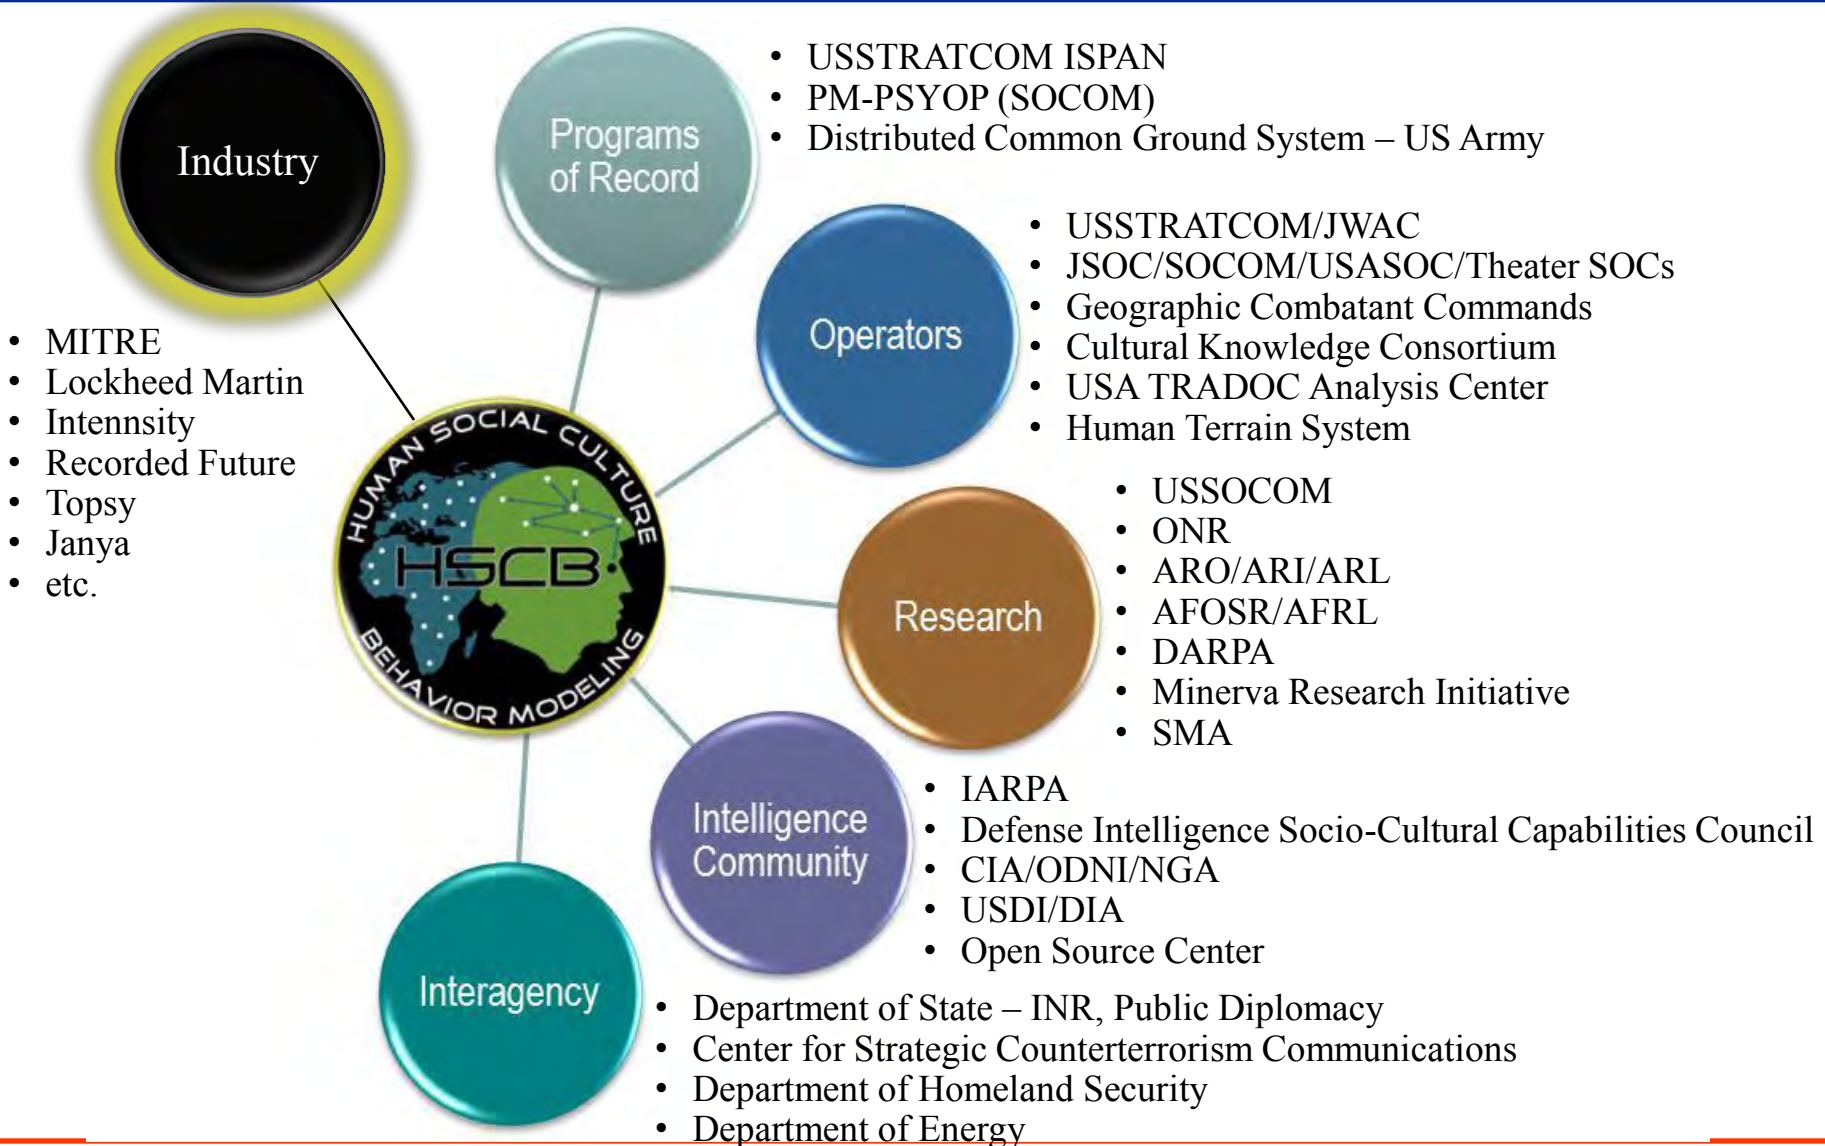 Industry
• MITRE
• Lockheed Martin
• Intennsity
• Recorded Future
• Topsy
• Janya
• etc.
Programs
of Record
• USSTRATCOM ISPAN
• PM-PSYOP (SOCOM)
• Distributed Common Ground System – US Army
Operators
• USSTRATCOM/JWAC
• JSOC/SOCOM/USASOC/Theater SOCs
• Geographic Combatant Commands
• Cultural Knowledge Consortium
• USA TRADOC Analysis Center
• Human Terrain System
HUMAN SOCIAL CULTURE
HSCB
BEHAVIOR MODELING
Research
• USSOCOM
• ONR
• ARO/ARI/ARL
• AFOSR/AFRL
• DARPA
• Minerva Research Initiative
• SMA
Intelligence
Community
• IARPA
• Defense Intelligence Socio-Cultural Capabilities Council
• CIA/ODNI/NGA
• USDI/DIA
• Open Source Center
Interagency
• Department of State – INR, Public Diplomacy
• Center for Strategic Counterterrorism Communications
• Department of Homeland Security
• Department of Energy